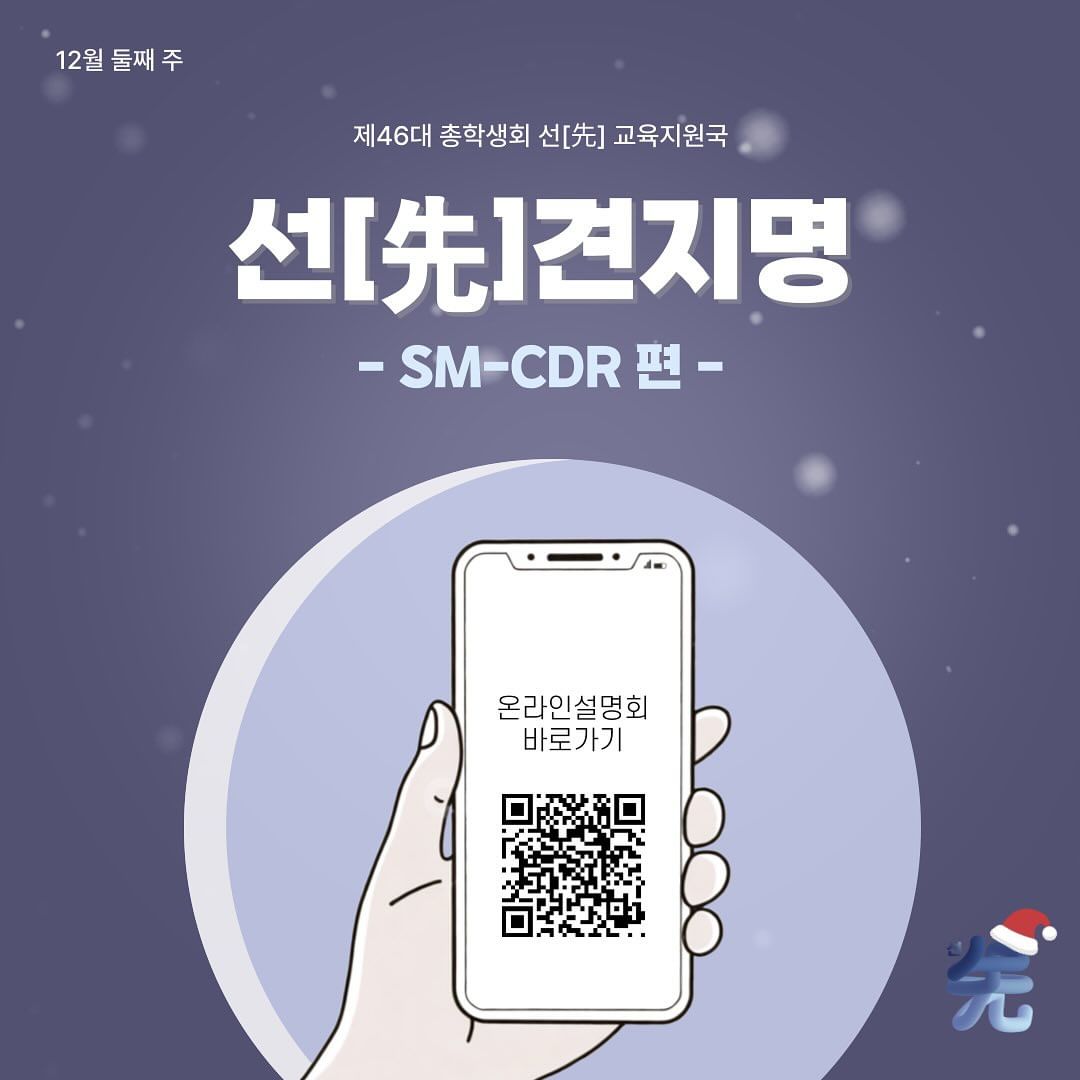 12월 둘째 주
제46대 총학생회 선[先] 교육지원국
선[先]견지명
- SM-CDR 편 -
온라인설명회
바로가기
선
先